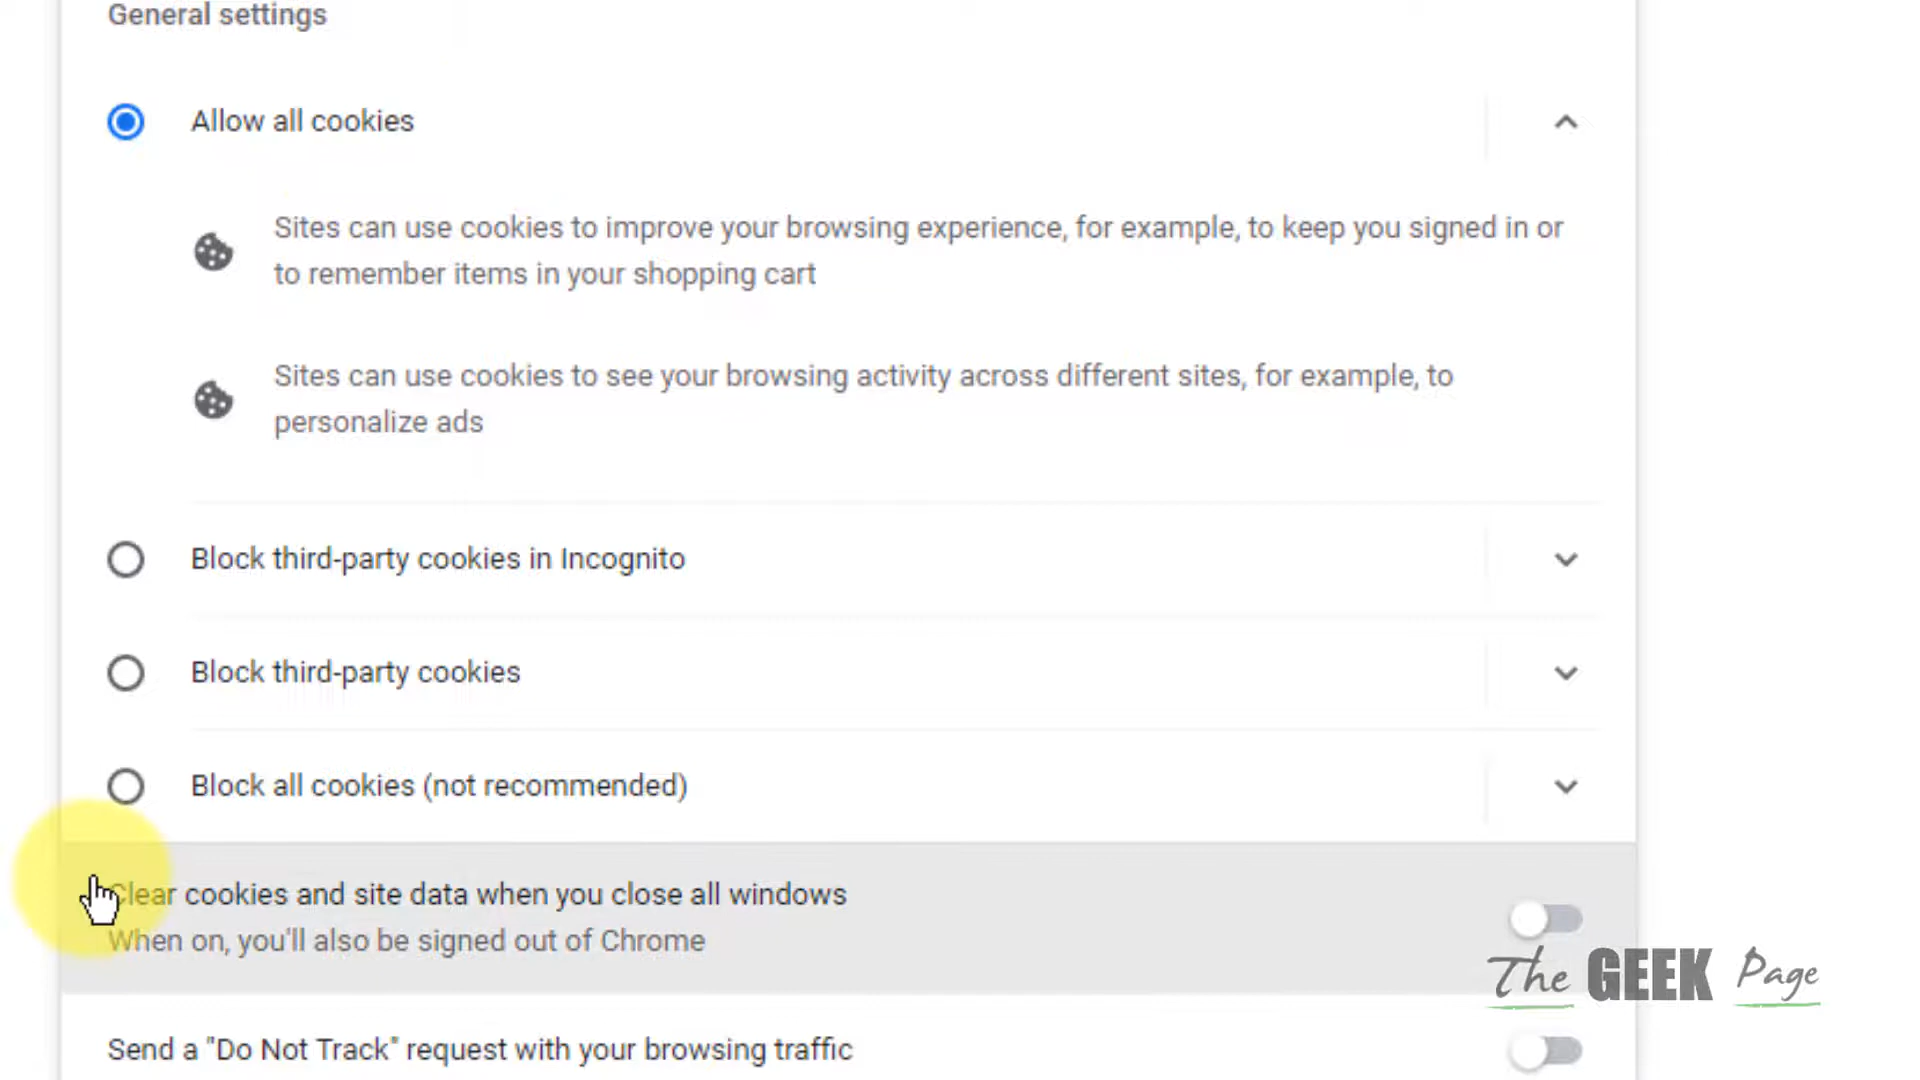 General settings
Allow all cookies
Sites can use cookies to improve your browsing experience, for example, to keep you signed in or
to remember items in your shopping cart
Sites can use cookies to see your browsing activity across different sites, for example, to
personalize ads
Block third-party cookies in Incognito
Block third-party cookies
Block all cookies (not recommended)
Clear cookies and site data when you close all windows
When on, you'll also be signed out of Chrome
The GEEK Page
Send a "Do Not Track" request with your browsing traffic